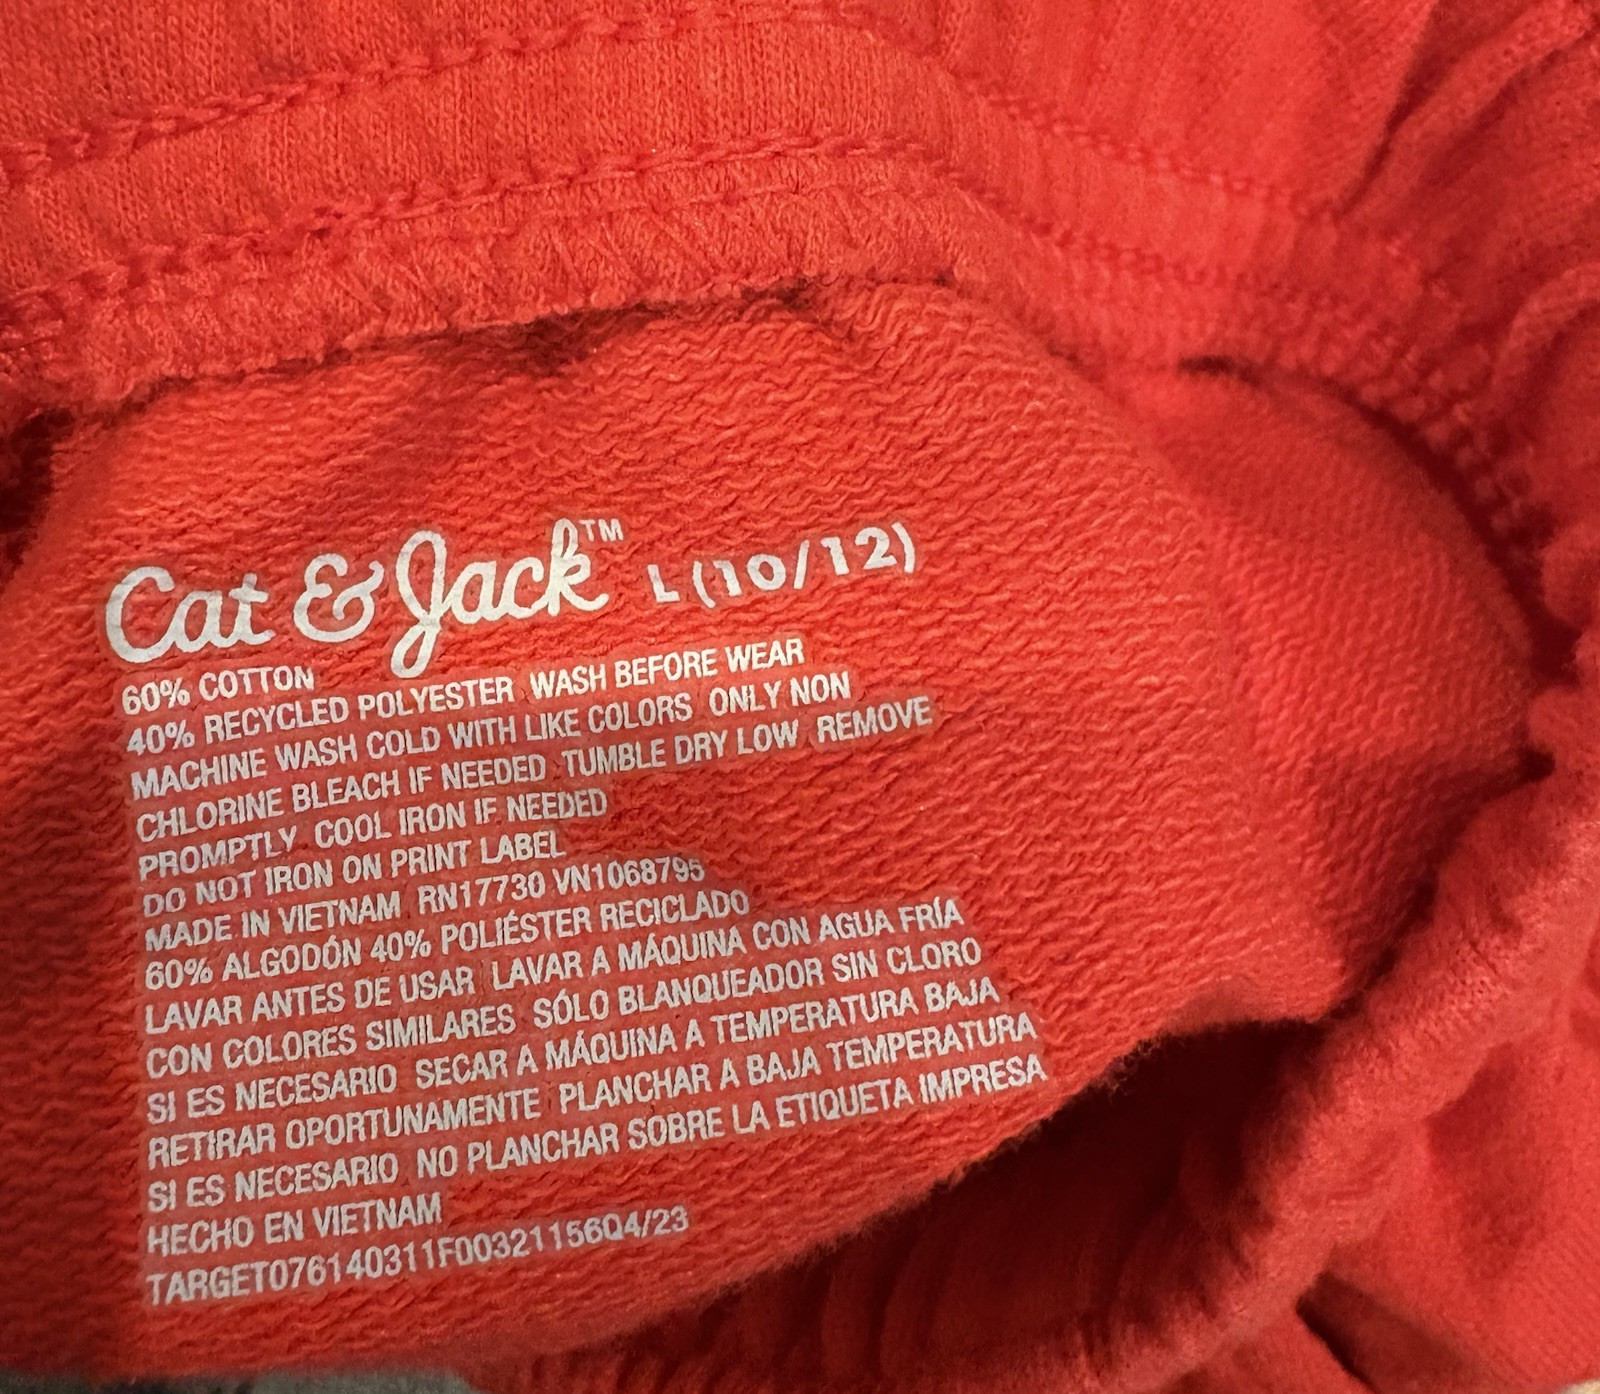 Cat & Jack™ L (10/12)
60% COTTON
40% RECYCLED POLYESTER WASH BEFORE WEAR
MACHINE WASH COLD WITH LIKE COLORS ONLY NON
CHLORINE BLEACH IF NEEDED TUMBLE DRY LOW REMOVE
PROMPTLY COOL IRON IF NEEDED
DO NOT IRON ON PRINT LABEL
MADE IN VIETNAM RN17730 VN1068795
60% ALGODÓN 40% POLIÉSTER RECICLADO
LAVAR ANTES DE USAR LAVAR A MÁQUINA CON AGUA FRÍA
CON COLORES SIMILARES SÓLO BLANQUEADOR SIN CLORO
SI ES NECESARIO SECAR A MÁQUINA A TEMPERATURA BAJA
RETIRAR OPORTUNAMENTE PLANCHAR A BAJA TEMPERATURA
SI ES NECESARIO NO PLANCHAR SOBRE LA ETIQUETA IMPRESA
HECHO EN VIETNAM
TARGET076140311F00321156Q4/23